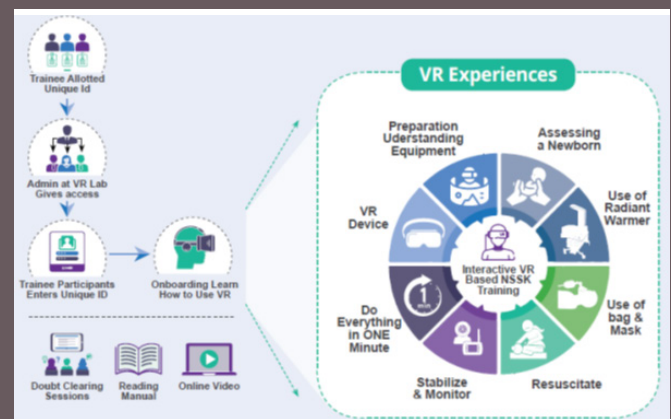 Trainee Allotted
Unique Id
Admin at VR Lab
Gives access
Trainee Participants
Enters Unique ID
Onboarding Learn
How to Use VR
Doubt Clearing
Sessions
Reading
Manual
Online Video
VR Experiences
Preparation
Uderstanding
Equipment
Assessing
a Newborn
Use of
Radiant
Warmer
Use of
bag &
Mask
Resuscitate
Stabilize
& Monitor
Do
Everything
in ONE
Minute
VR
Device
1
min
Interactive VR
Based NSSK
Training